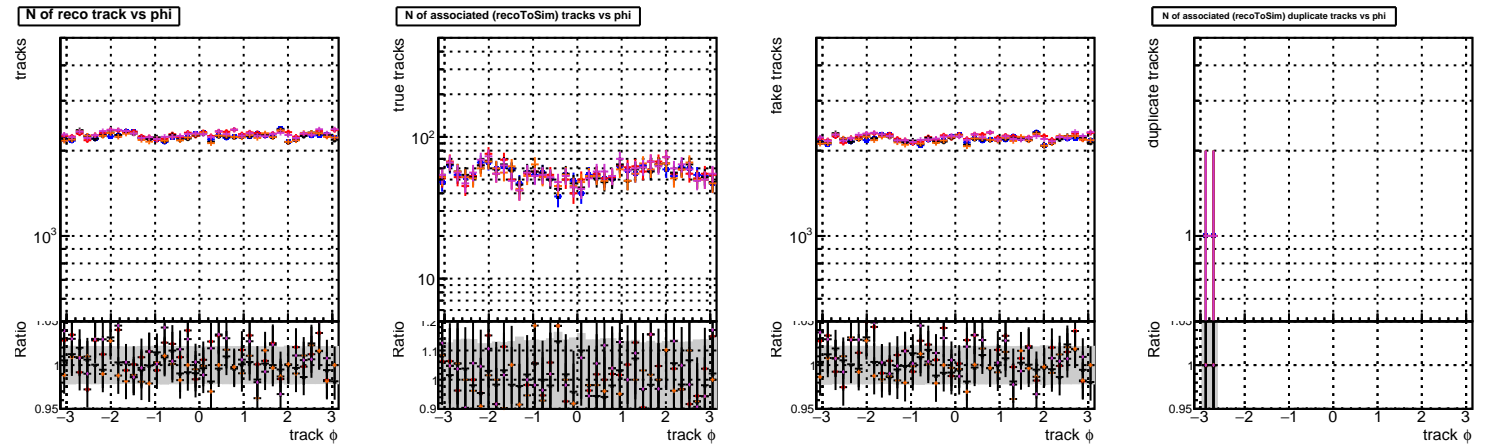 N of reco track vs phi
tracks
10³
Ratio
1.05
1
0.95
−3 −2 −1 0 1 2 3
track ϕ
N of associated (recoToSim) tracks vs phi
true tracks
10²
10
Ratio
1.2
1.1
1
0.9
−3 −2 −1 0 1 2 3
track ϕ
fake tracks
10³
Ratio
1.05
1
0.95
−3 −2 −1 0 1 2 3
track ϕ
N of associated (recoToSim) duplicate tracks vs phi
duplicate tracks
1
Ratio
1.05
1
0.95
−3 −2 −1 0 1 2 3
track ϕ